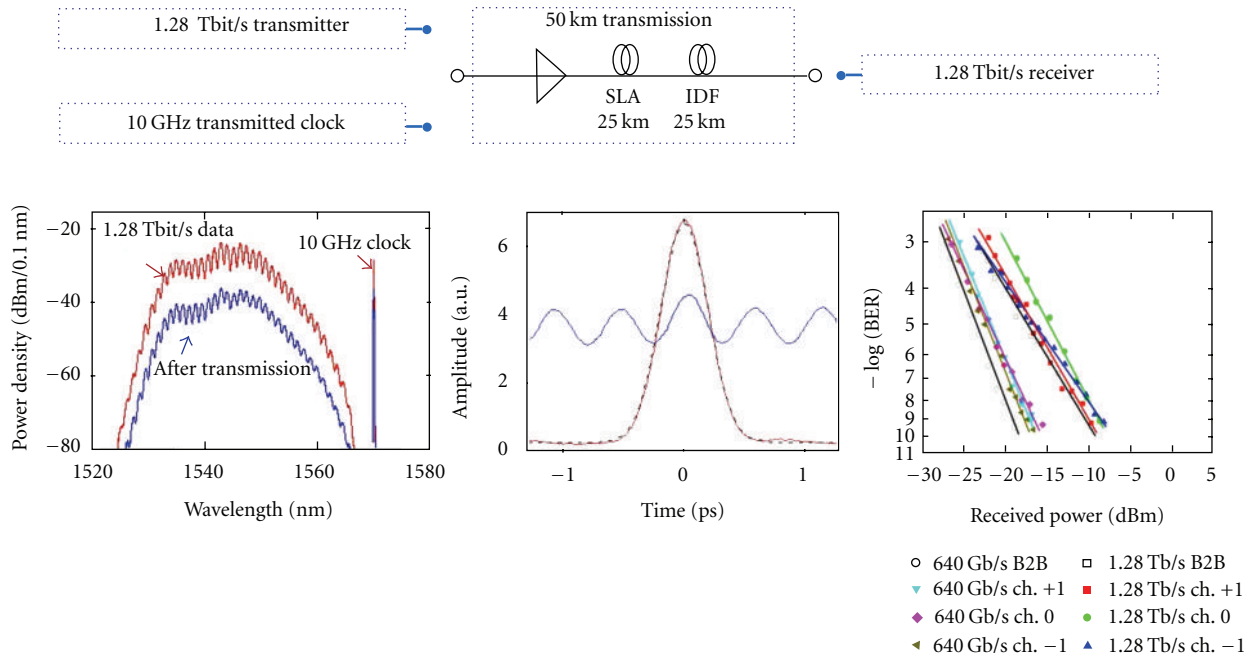 1.28 Tbit/s transmitter
50 km transmission
1.28 Tbit/s receiver
SLA
25 km
IDF
25 km
10 GHz transmitted clock
Power density (dBm/0.1 nm)
−20
−40
−60
−80
1.28 Tbit/s data
10 GHz clock
After transmission
1520
1540
1560
1580
Wavelength (nm)
Amplitude (a.u.)
6
4
2
0
−1
0
1
Time (ps)
− log (BER)
3
4
5
6
7
8
9
10
11
−30
−25
−20
−15
−10
−5
0
5
Received power (dBm)
640 Gb/s B2B
1.28 Tb/s B2B
640 Gb/s ch. +1
1.28 Tb/s ch. +1
640 Gb/s ch. 0
1.28 Tb/s ch. 0
640 Gb/s ch. −1
1.28 Tb/s ch. −1